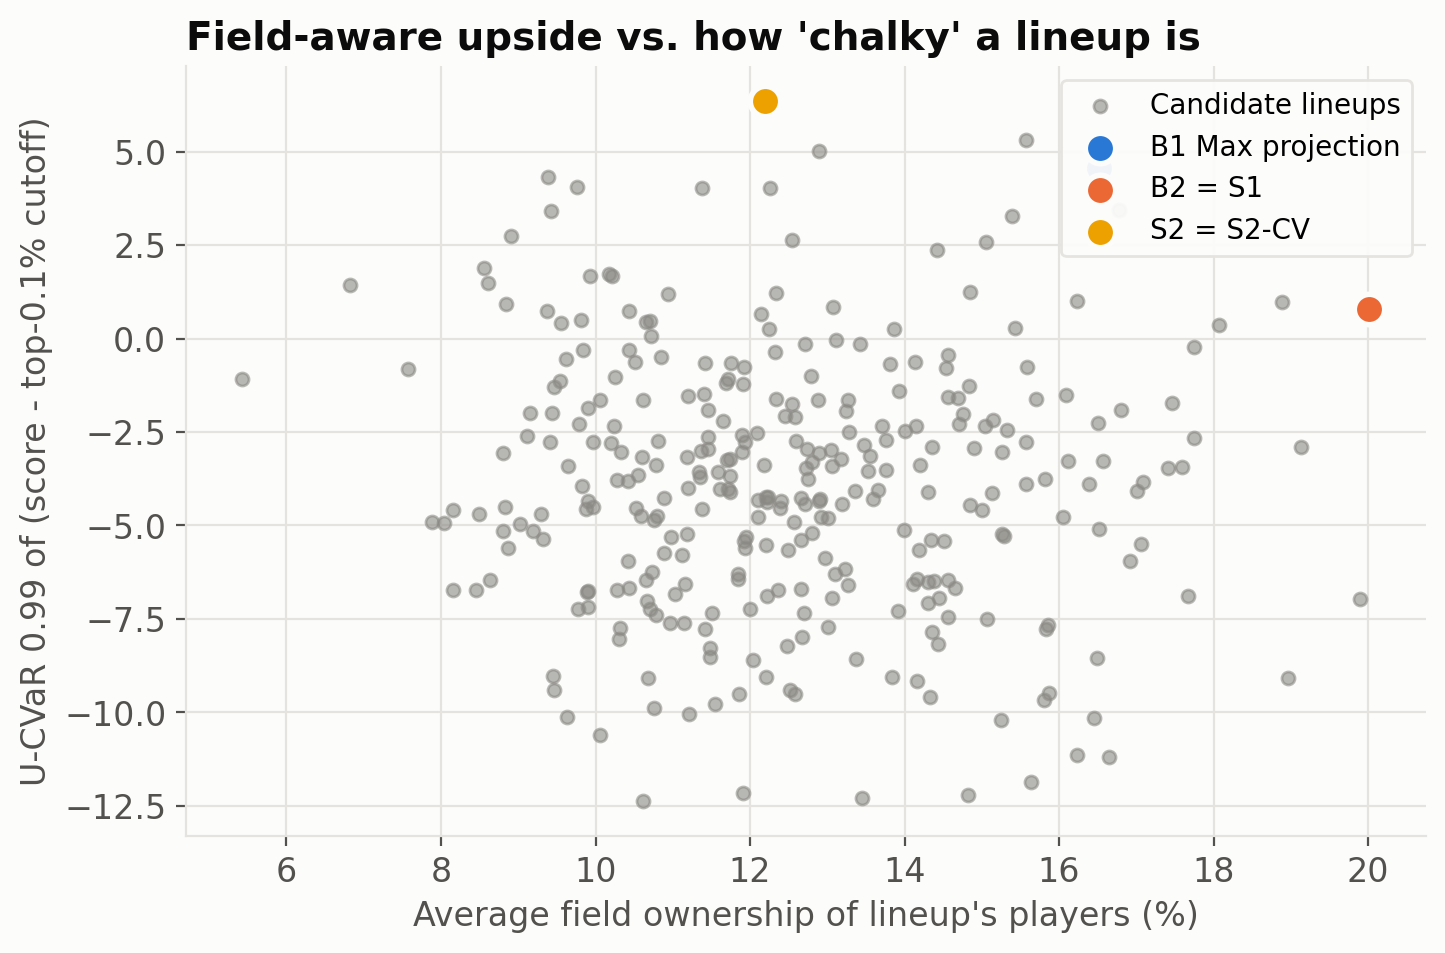 Field-aware upside vs. how 'chalky' a lineup is
Candidate lineups
B1 Max projection
B2 = S1
S2 = S2-CV
U-CVaR 0.99 of (score - top-0.1% cutoff)
5.0
2.5
0.0
−2.5
−5.0
−7.5
−10.0
−12.5
6 8 10 12 14 16 18 20
Average field ownership of lineup's players (%)